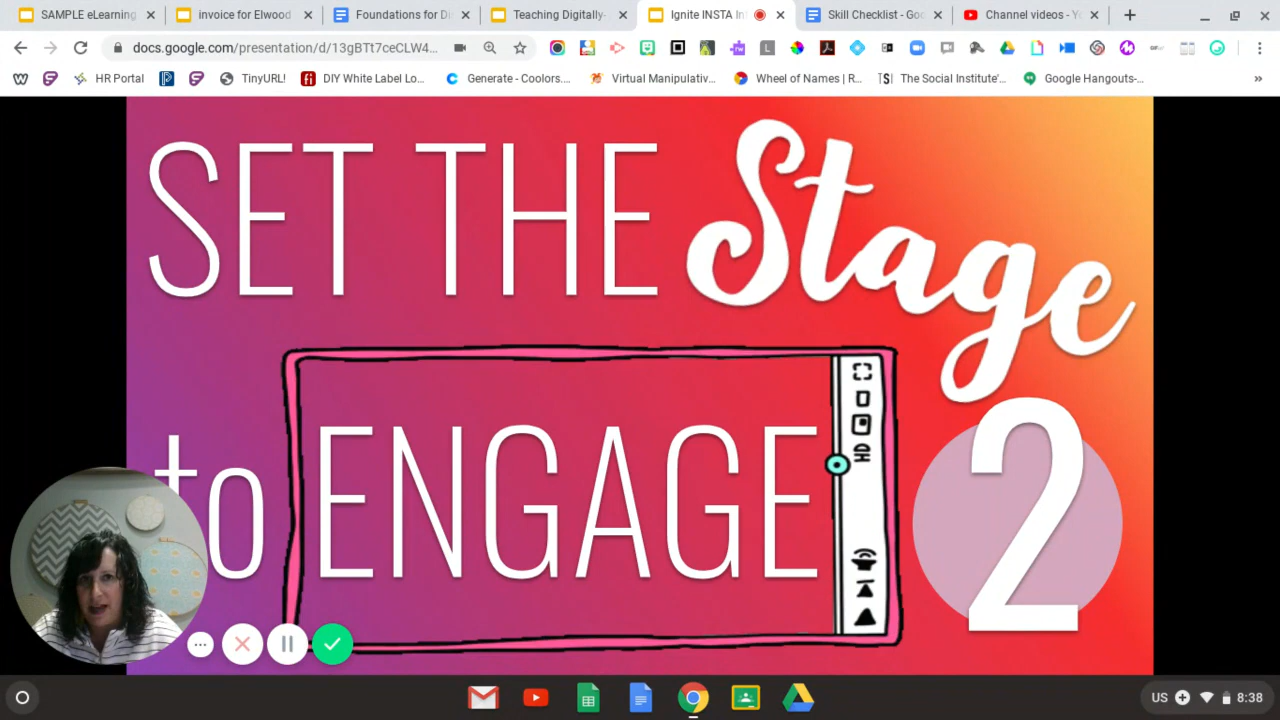 SAMPLE eLearning
invoice for Elwood
Foundations for Di
Teaching Digitally-
Ignite INSTA In
Skill Checklist - Goo
Channel videos - Y
docs.google.com/presentation/d/13gBTt7ceCLW4...
HR Portal
TinyURL!
DIY White Label Lo...
Generate - Coolors....
Virtual Manipulativ...
Wheel of Names | R...
The Social Institute'...
Google Hangouts-...
»
SET THE Stage
to ENGAGE 2
US
8:38